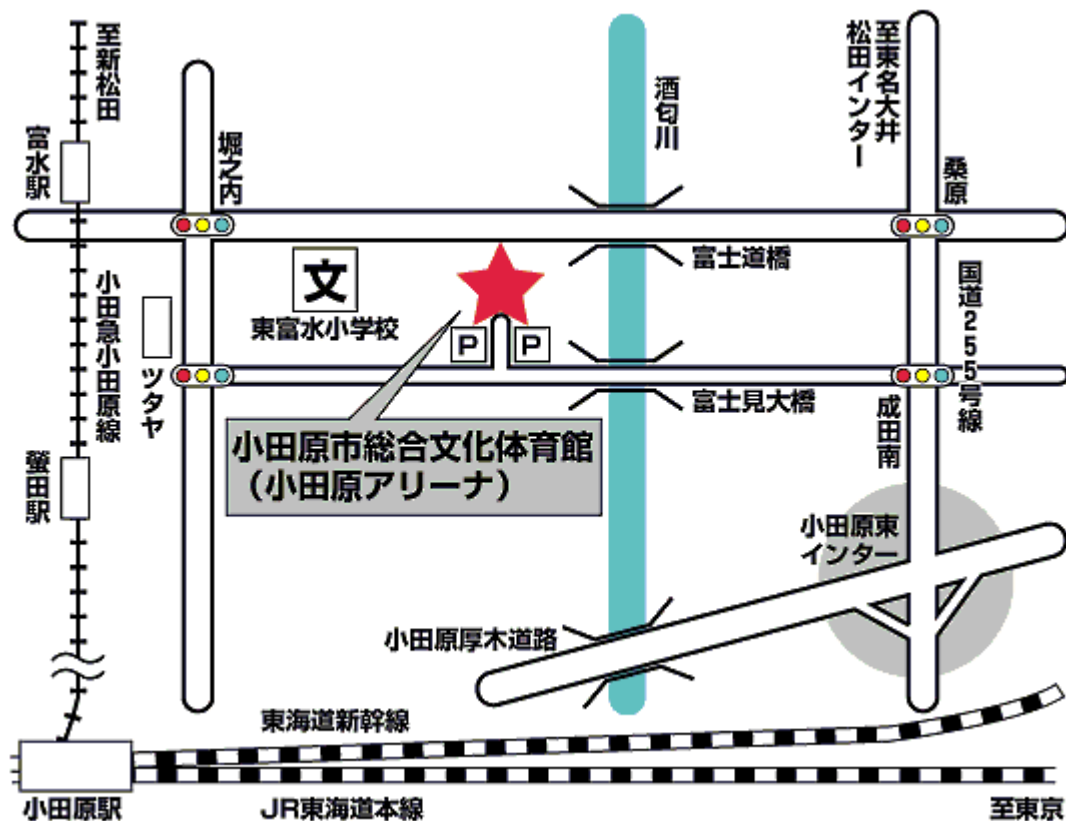 至新松田
富水駅
堀之内
酒匂川
至東名大井
松田インター
桑原
文
東富水小学校
富士道橋
小田急小田原線
ツタヤ
P
P
富士見大橋
国道255号線
成田南
小田原市総合文化体育館
（小田原アリーナ）
螢田駅
小田原東
インター
小田原厚木道路
東海道新幹線
小田原駅
JR東海道本線
至東京